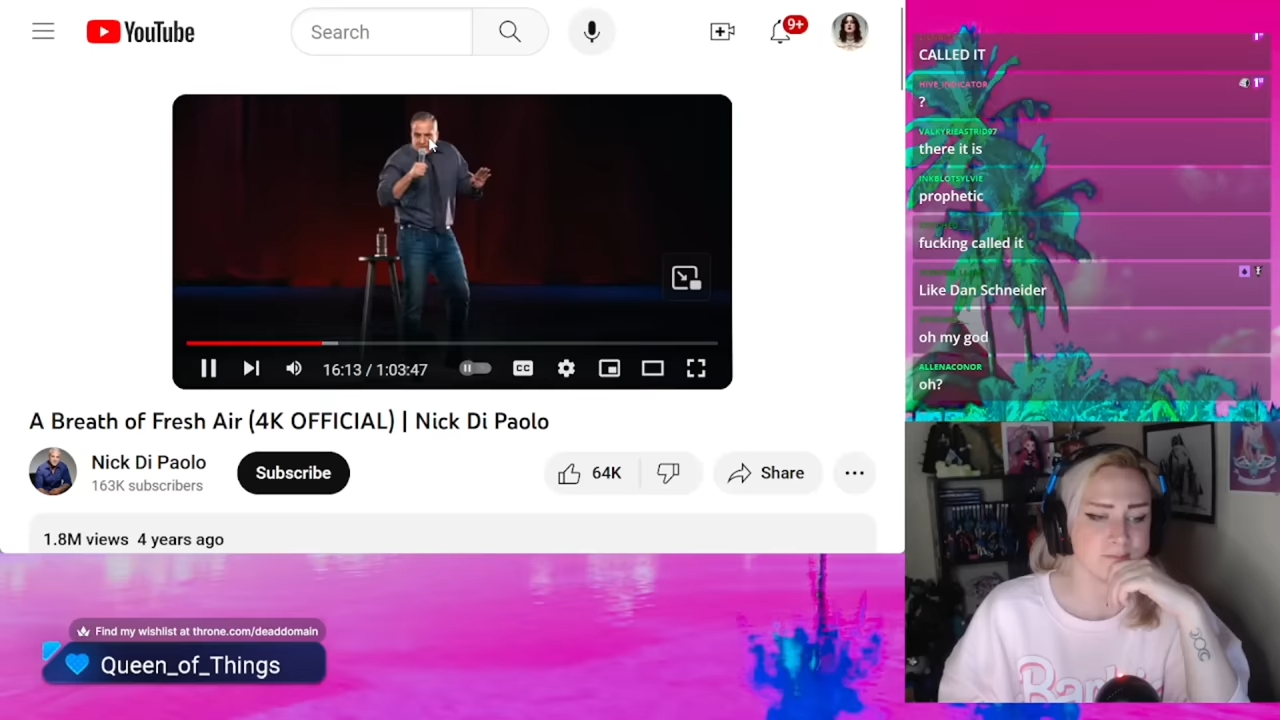 YouTube
Search
9+
16:13 / 1:03:47
CC
A Breath of Fresh Air (4K OFFICIAL) | Nick Di Paolo
Nick Di Paolo
163K subscribers
Subscribe
64K
Share
1.8M views 4 years ago
Find my wishlist at throne.com/deaddomain
Queen_of_Things
CALLED IT
HIVE_INDICATOR
?
VALKYRIEASTRID97
there it is
INKBLOTSYLVIE
prophetic
fucking called it
Like Dan Schneider
oh my god
ALLENACONOR
oh?
Barbie